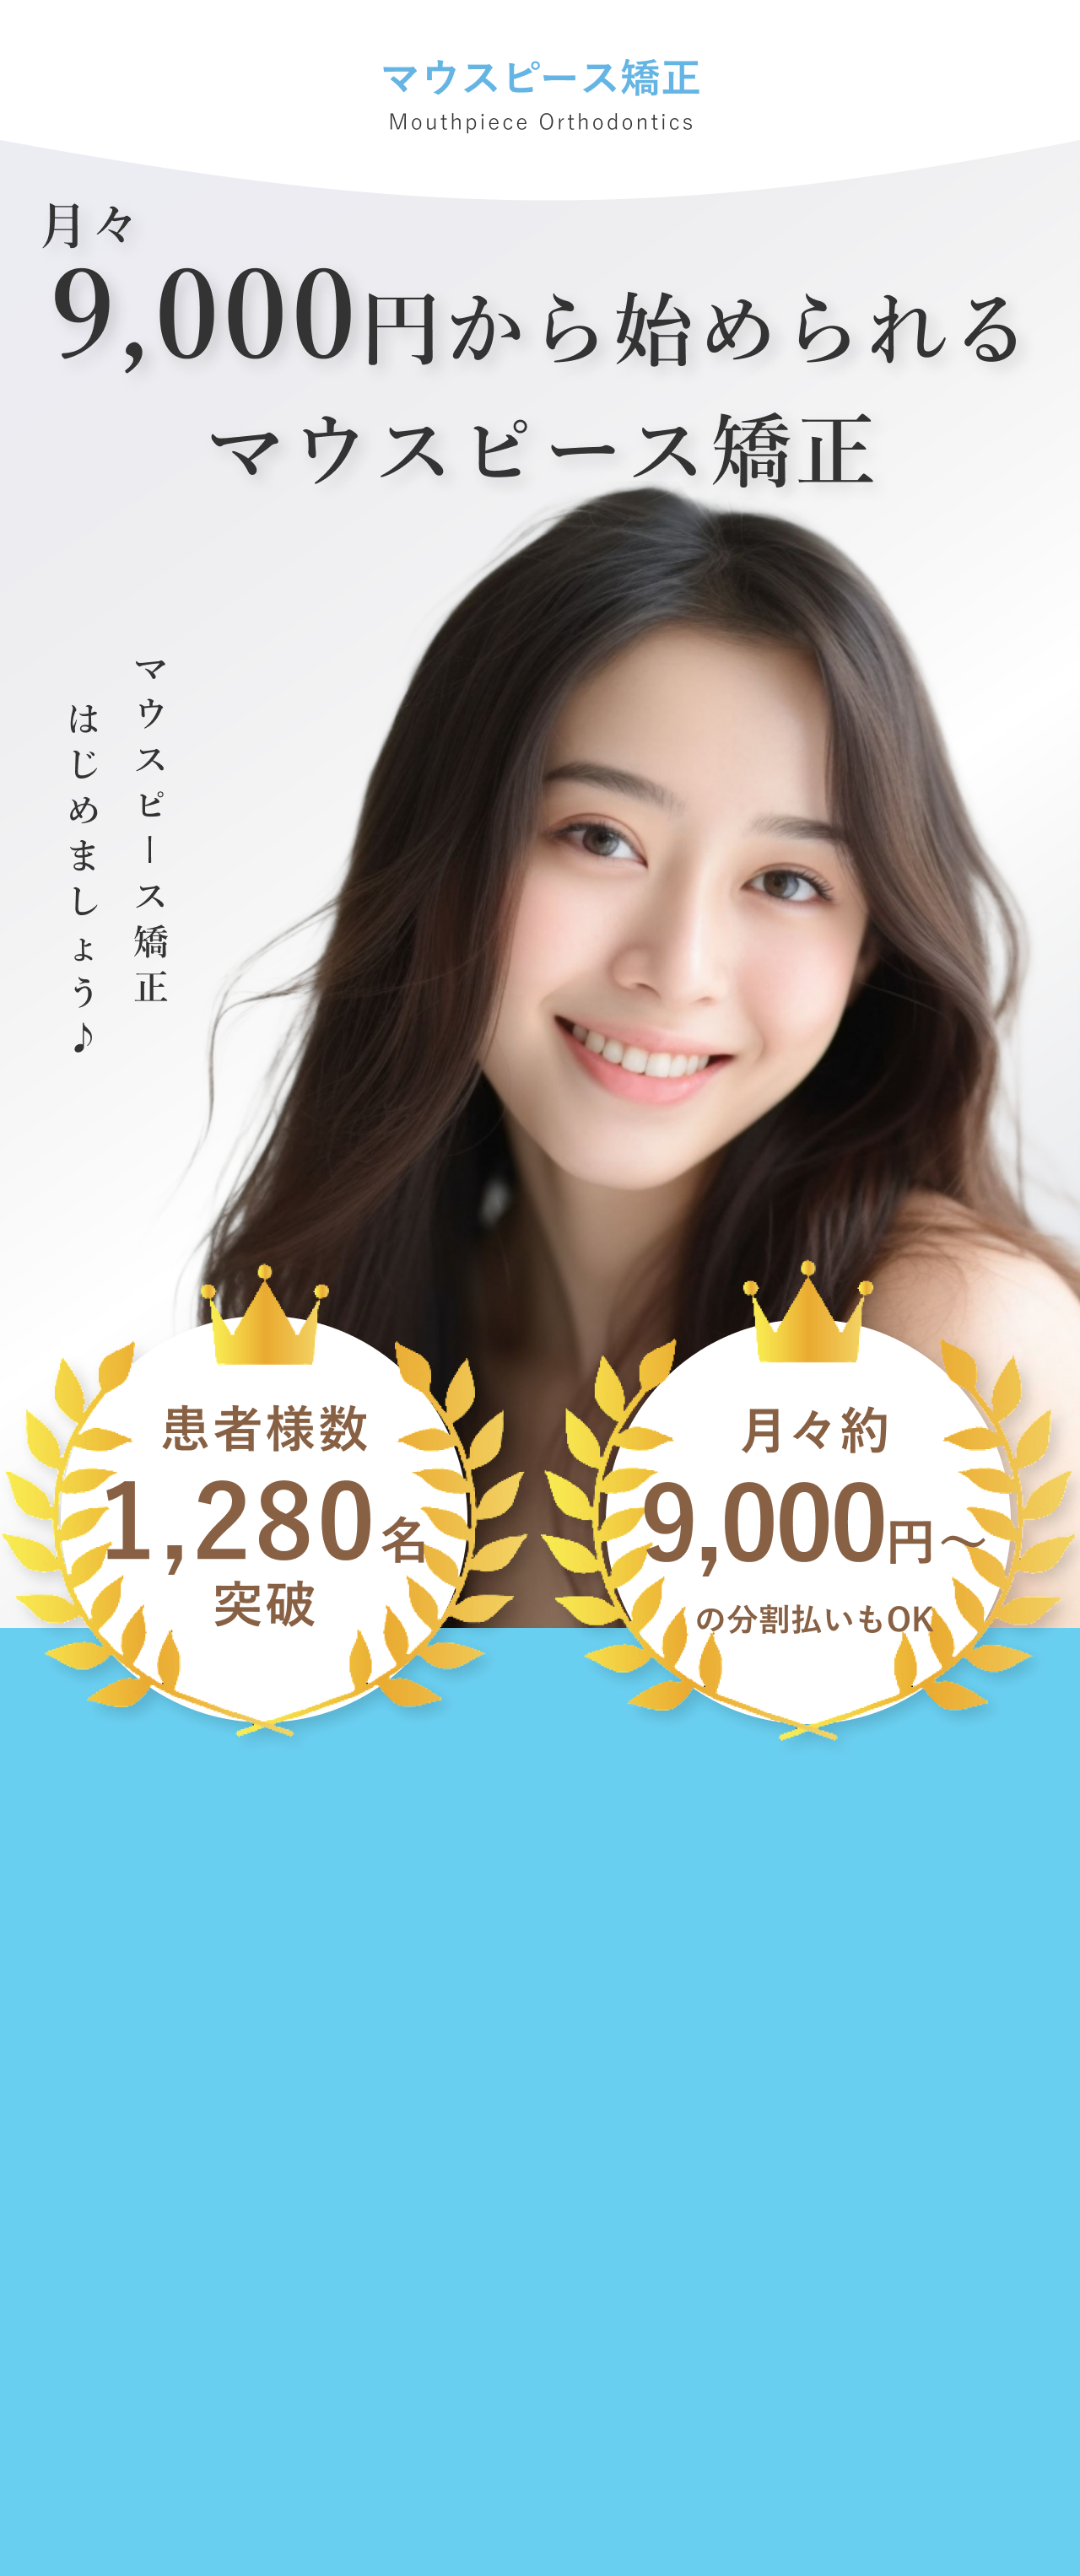 マウスピース矯正
Mouthpiece Orthodontics
月々
9,000円から始められる
マウスピース矯正
マウスピース矯正
はじめましょう♪
患者様数
1,280名
突破
月々約
9,000円〜
の分割払いもOK